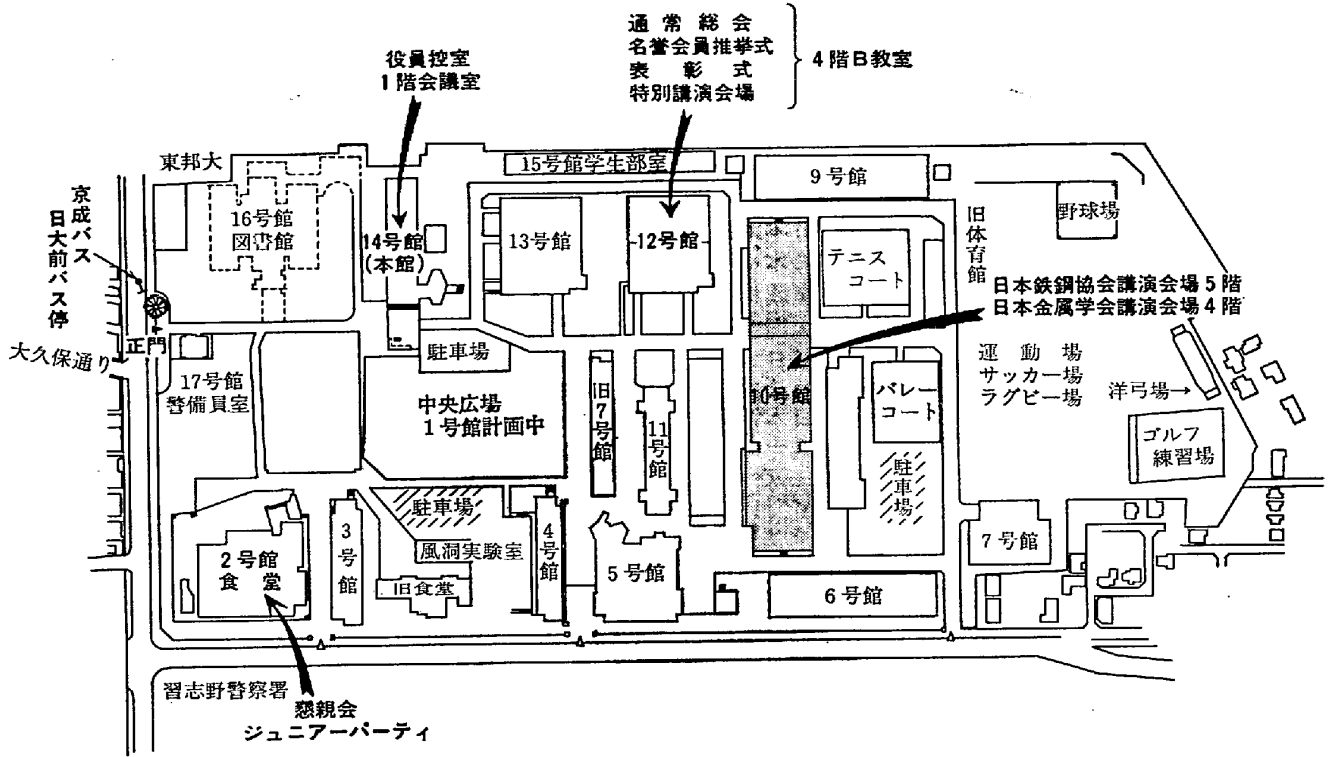 通常総会
名誉会員推挙式
表彰式
特別講演会場
4階B教室
役員控室
1階会議室
東邦大
15号館学生部室
9号館
京成バス
日大前バス停
16号館
図書館
14号館
(本館)
13号館
12号館
テニス
コート
旧体育館
野球場
日本鉄鋼協会講演会場5階
日本金属学会講演会場4階
正門
大久保通り
17号館
警備員室
駐車場
中央広場
1号館計画中
旧7号館
11号館
10号館
バレー
コート
運動場
サッカー場
ラグビー場
洋弓場→
ゴルフ
練習場
駐車場
駐車場
2号館
食堂
3号館
風洞実験室
旧食堂
4号館
5号館
6号館
7号館
習志野警察署
懇親会
ジュニアーパーティ